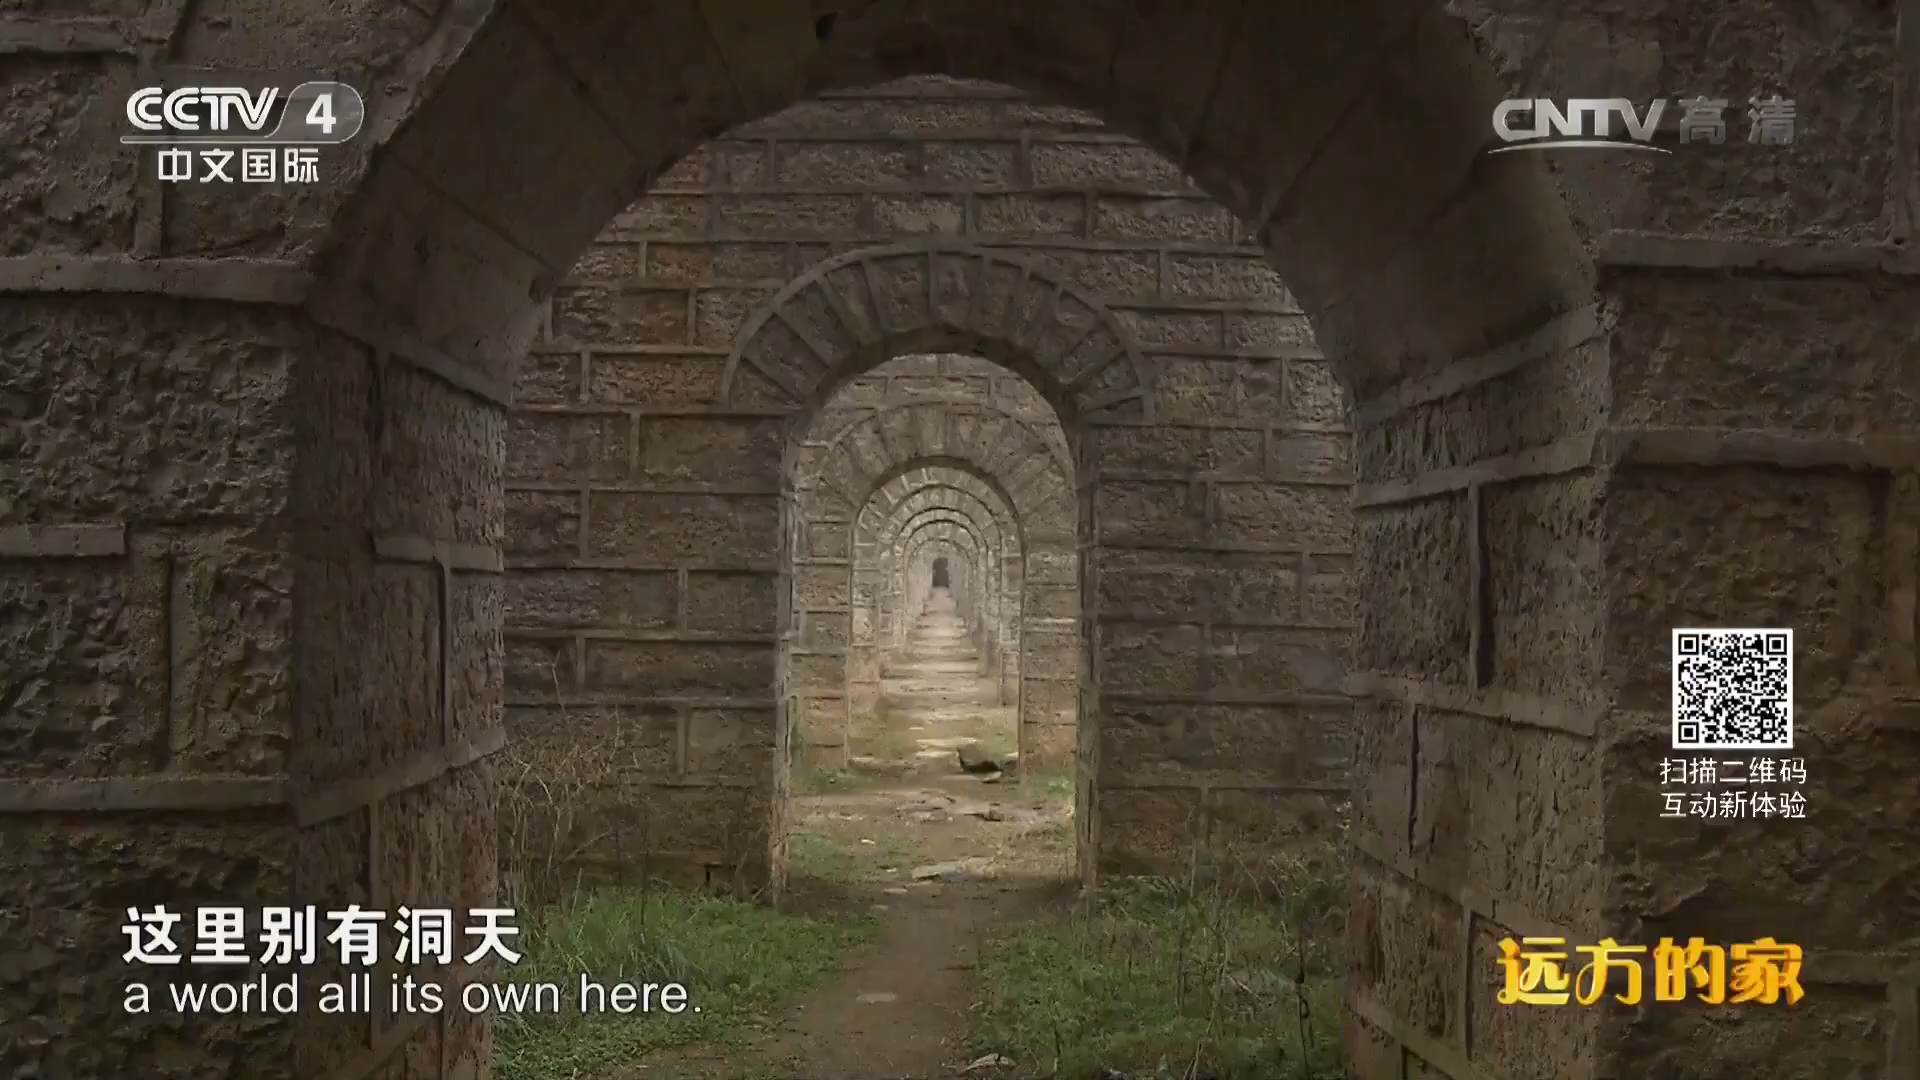 CCTV 4
中文国际
CNTV 高清
扫描二维码
互动新体验
这里别有洞天
a world all its own here.
远方的家